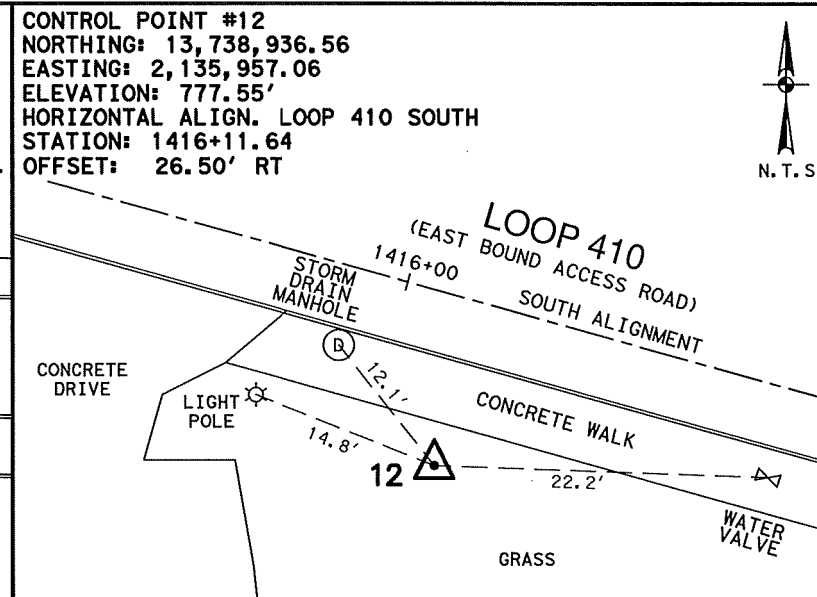 CONTROL POINT #12
NORTHING: 13,738,936.56
EASTING: 2,135,957.06
ELEVATION: 777.55'
HORIZONTAL ALIGN. LOOP 410 SOUTH
STATION: 1416+11.64
OFFSET: 26.50' RT
N.T.S
LOOP 410
(EAST BOUND ACCESS ROAD)
1416+00
SOUTH ALIGNMENT
STORM
DRAIN
MANHOLE
D
CONCRETE
DRIVE
LIGHT
POLE
12.1'
14.8'
CONCRETE WALK
12
22.2'
WATER
VALVE
GRASS